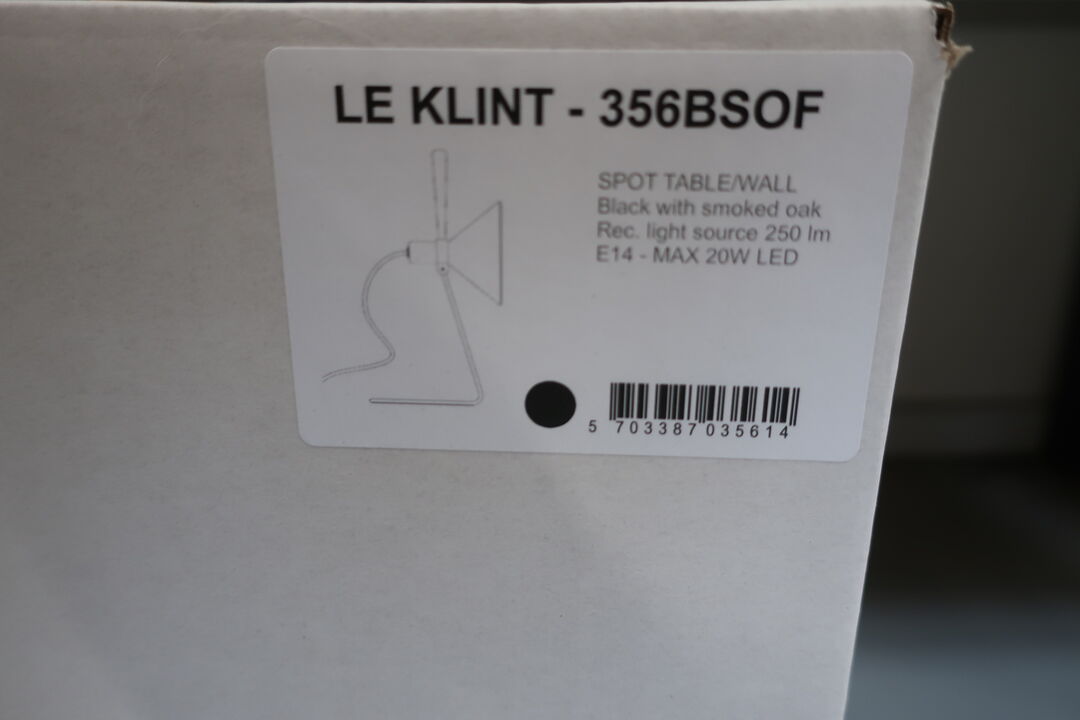 LE KLINT - 356BSOF
SPOT TABLE/WALL
Black with smoked oak
Rec. light source 250 lm
E14 - MAX 20W LED
5 703387 035614